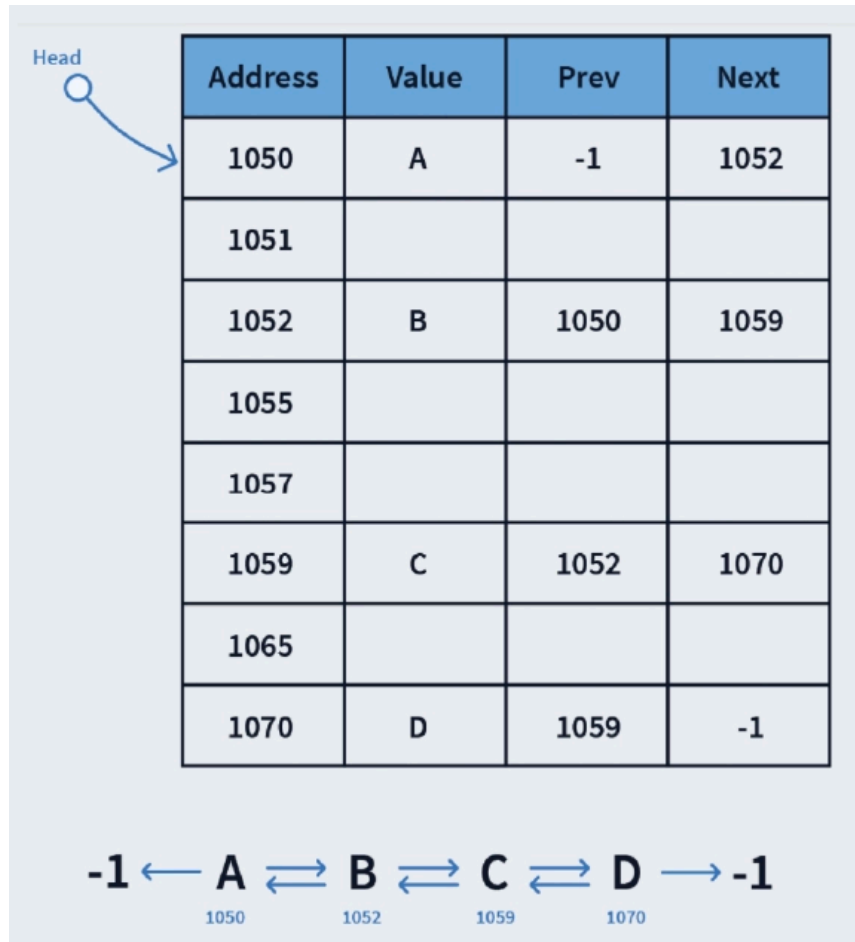 Head
Address Value Prev Next
1050 A -1 1052
1051
1052 B 1050 1059
1055
1057
1059 C 1052 1070
1065
1070 D 1059 -1
-1 A B C D -1
1050 1052 1059 1070